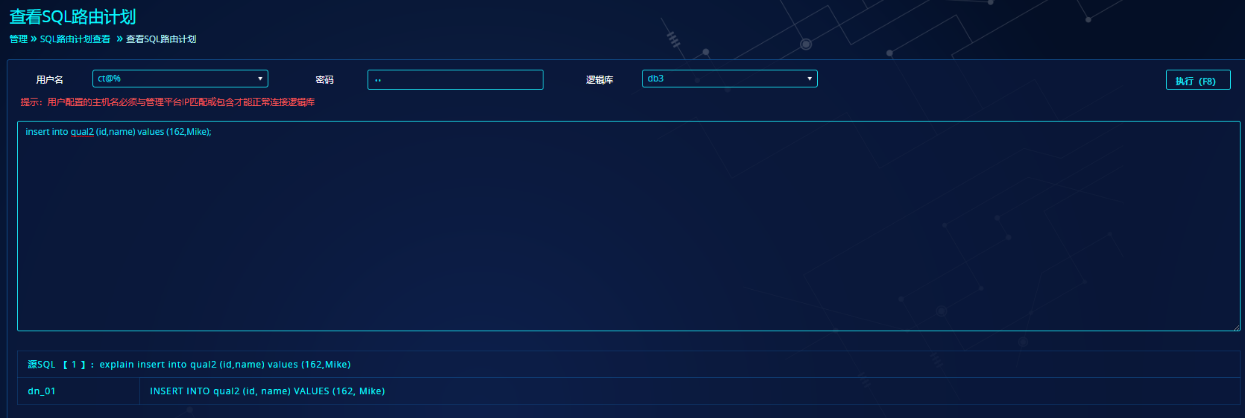 查看SQL路由计划
管理 » SQL路由计划查看 » 查看SQL路由计划
用户名 ct@% 密码 •• 逻辑库 db3 执行（F8）
提示：用户配置的主机名必须与管理平台IP匹配或包含才能正常连接逻辑库
insert into qual2 (id,name) values (162,Mike);
源SQL [ 1 ] : explain insert into qual2 (id,name) values (162,Mike)
dn_01 INSERT INTO qual2 (id, name) VALUES (162, Mike)